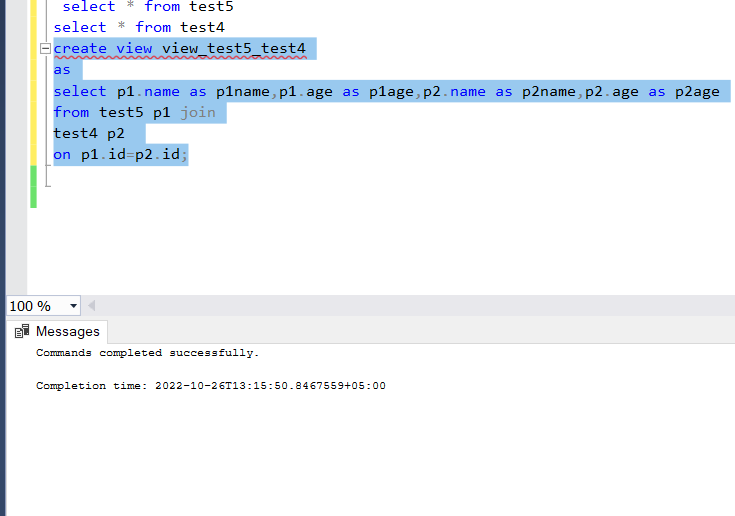 select * from test5
select * from test4
create view view_test5_test4
as
select p1.name as p1name,p1.age as p1age,p2.name as p2name,p2.age as p2age
from test5 p1 join
test4 p2
on p1.id=p2.id;
100 %
Messages
Commands completed successfully.
Completion time: 2022-10-26T13:15:50.8467559+05:00